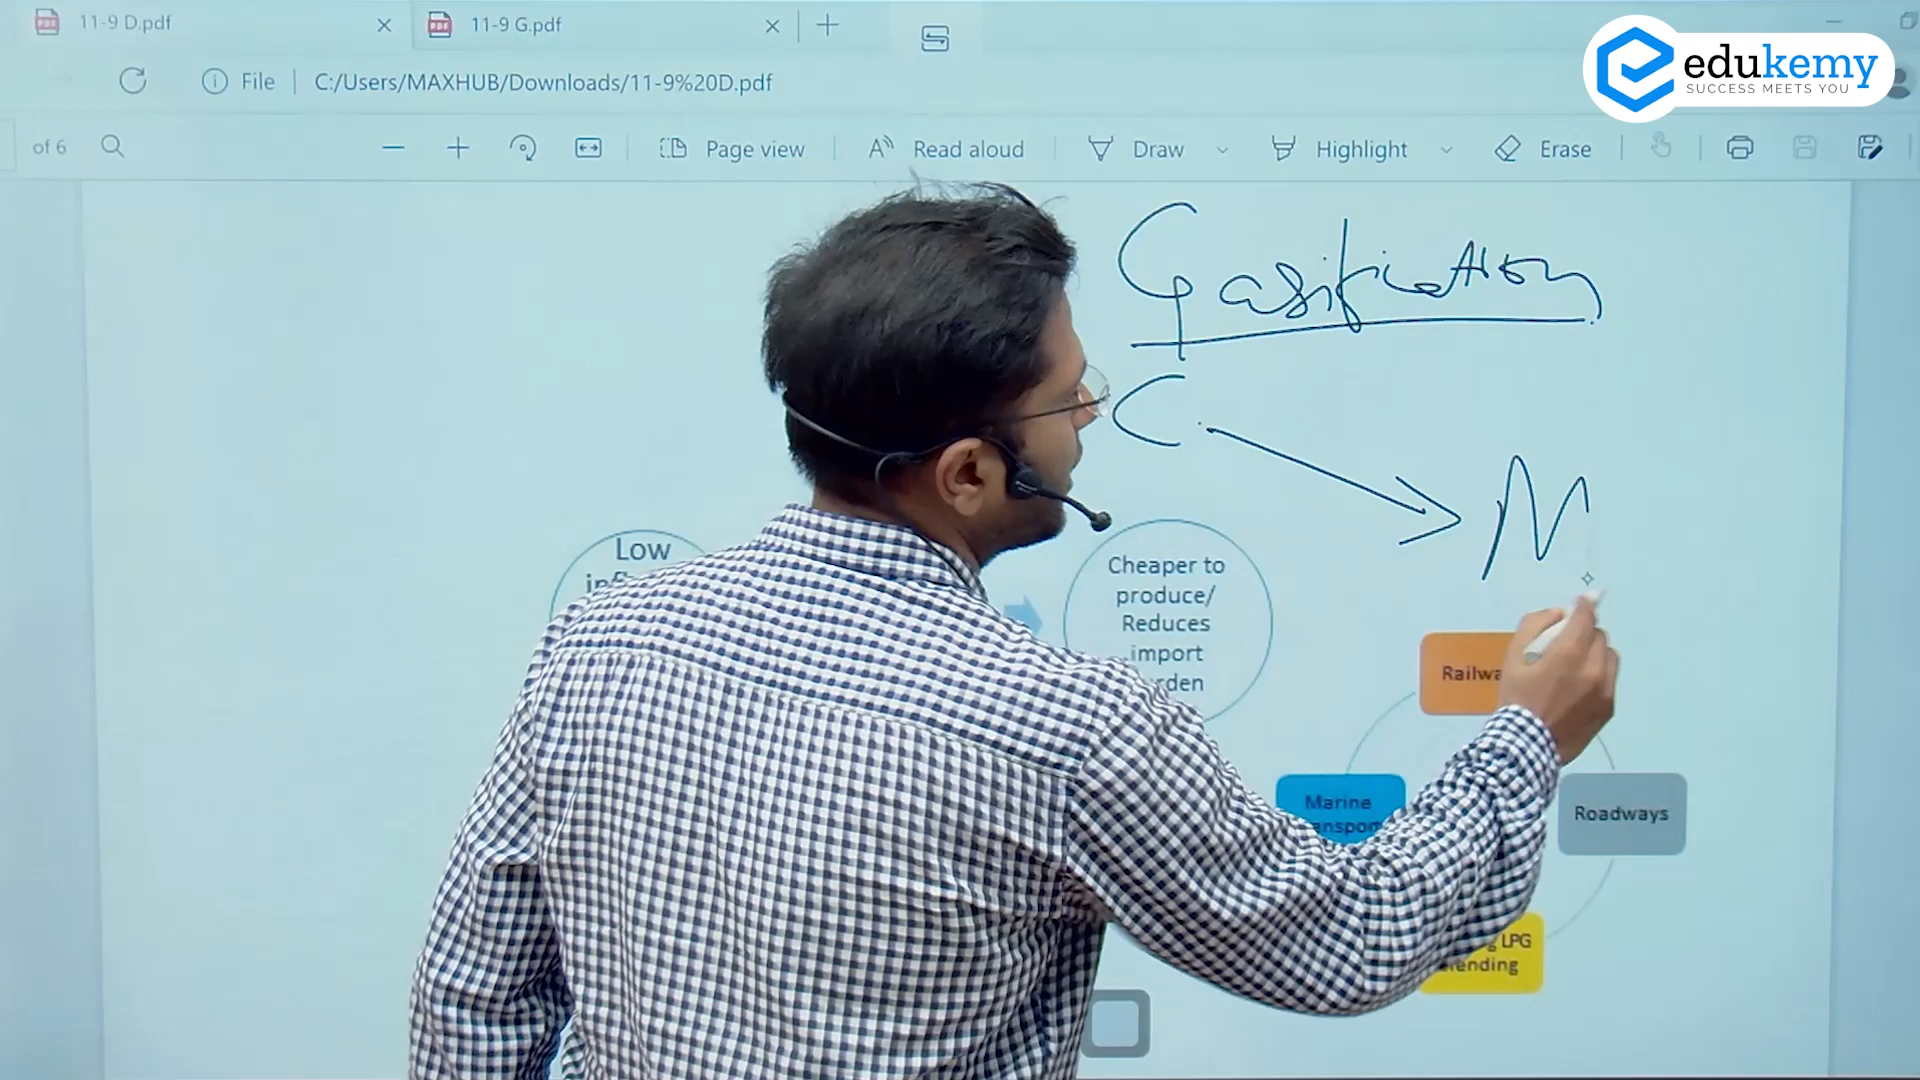 11-9 D.pdf
11-9 G.pdf
File
C:/Users/MAXHUB/Downloads/11-9%20D.pdf
edukemy
SUCCESS MEETS YOU
of 6
Page view
Read aloud
Draw
Highlight
Erase
Gasification
C
M
Low
Cheaper to
produce/
Reduces
import
Marine
Roadways
LPG